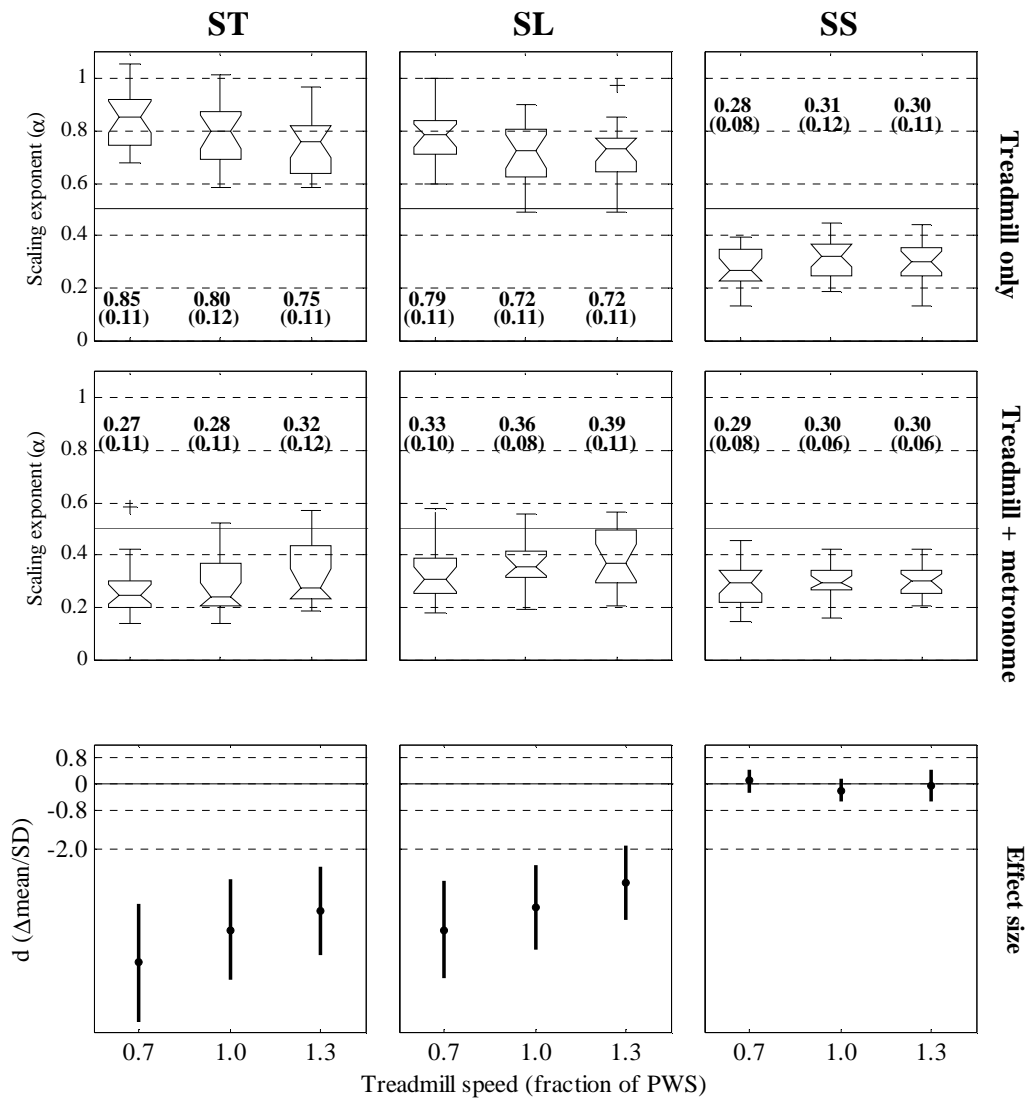 ST SL SS
1
0.8
0.6
0.4
0.2
0
Scaling exponent (α)
0.85 0.80 0.75
(0.11) (0.12) (0.11)
0.79 0.72 0.72
(0.11) (0.11) (0.11)
0.28 0.31 0.30
(0.08) (0.12) (0.11)
Treadmill only
1
0.8
0.6
0.4
0.2
0
Scaling exponent (α)
0.27 0.28 0.32
(0.11) (0.11) (0.12)
0.33 0.36 0.39
(0.10) (0.08) (0.11)
0.29 0.30 0.30
(0.08) (0.06) (0.06)
Treadmill + metronome
0.8
0
-0.8
-2.0
d (Δmean/SD)
Effect size
0.7 1.0 1.3 0.7 1.0 1.3 0.7 1.0 1.3
Treadmill speed (fraction of PWS)